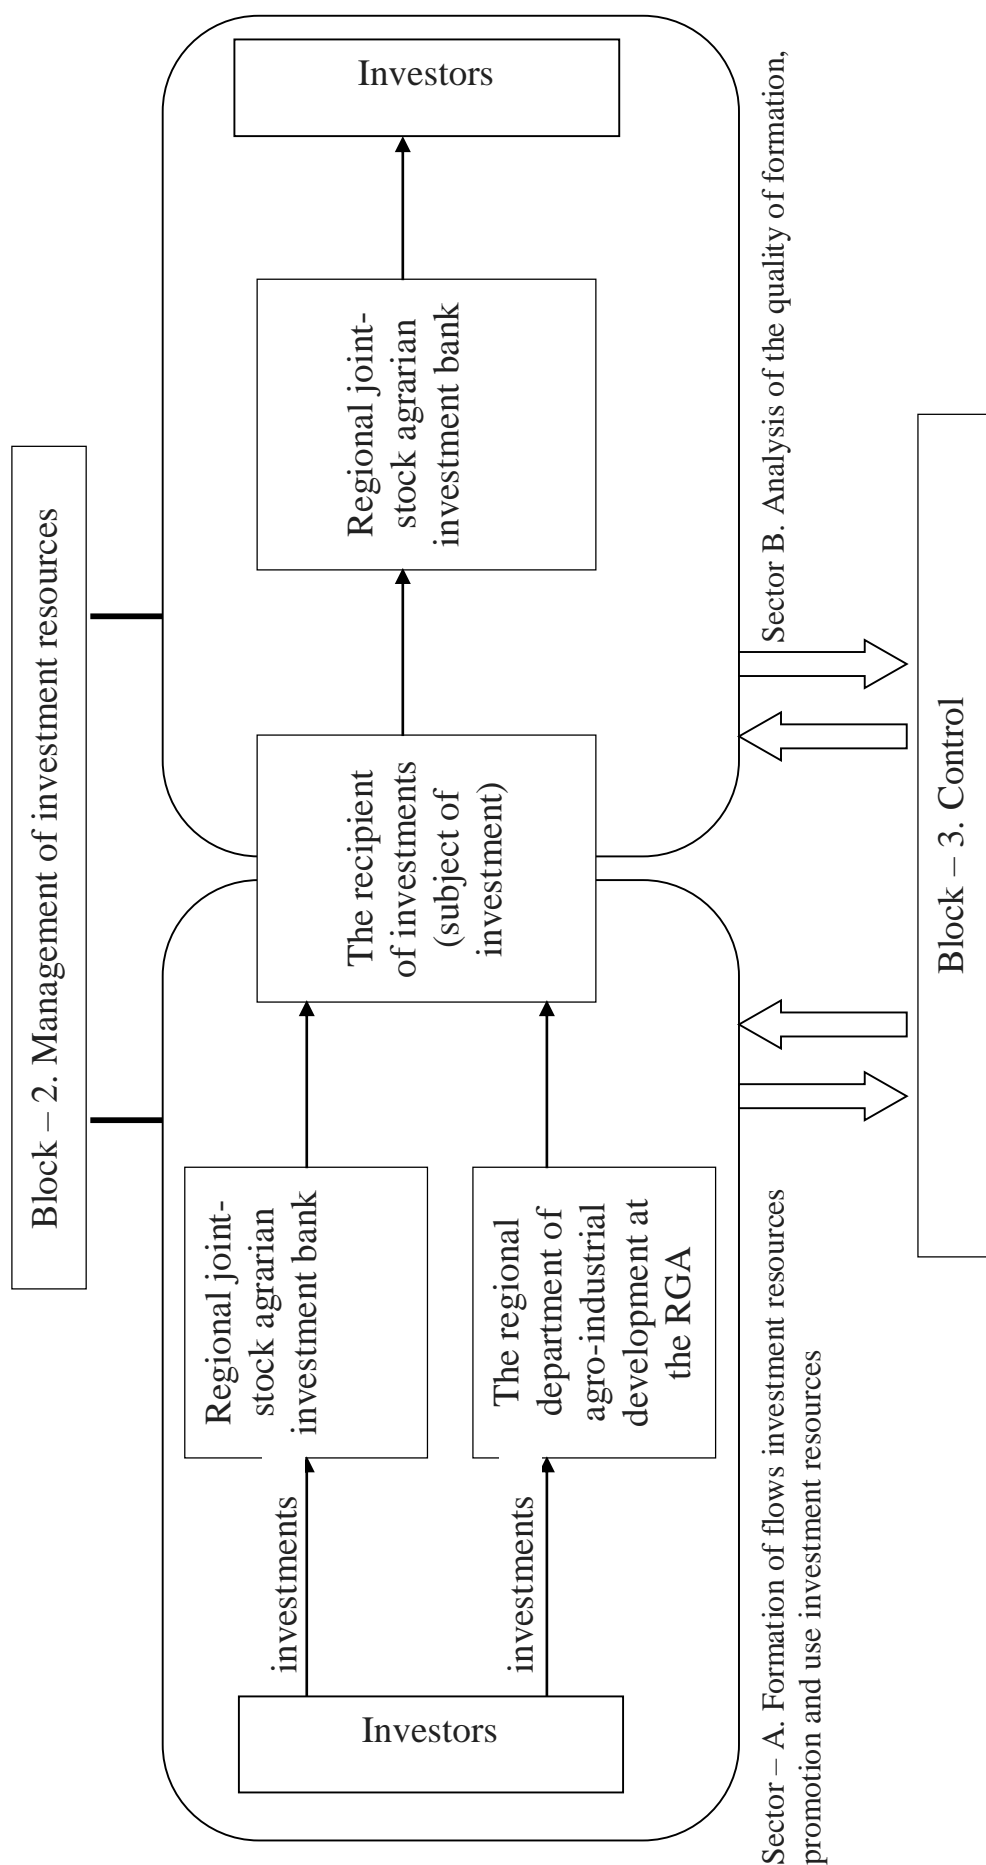 Block – 2. Management of investment resources
Investors
investments
investments
Regional joint-
stock agrarian
investment bank
The regional
department of
agro-industrial
development at
the RGA
The recipient
of investments
(subject of
investment)
Regional joint-
stock agrarian
investment bank
Investors
Sector – A. Formation of flows investment resources
promotion and use investment resources
Sector B. Analysis of the quality of formation,
Block – 3. Control